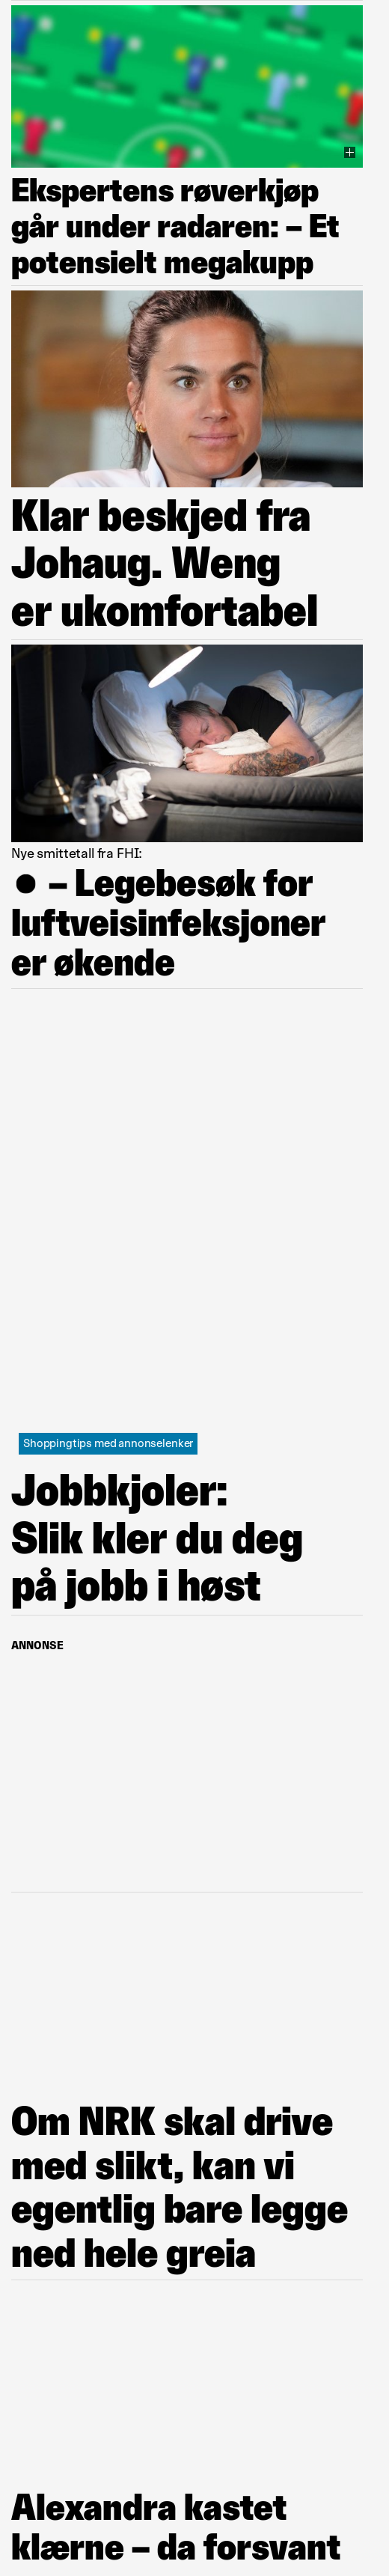 Ekspertens røverkjøp
går under radaren: – Et
potensielt megakupp
Klar beskjed fra
Johaug. Weng
er ukomfortabel
Nye smittetall fra FHI:
● – Legebesøk for
luftveisinfeksjoner
er økende
Shoppingtips med annonselenker
Jobbkjoler:
Slik kler du deg
på jobb i høst
ANNONSE
Om NRK skal drive
med slikt, kan vi
egentlig bare legge
ned hele greia
Alexandra kastet
klærne – da forsvant